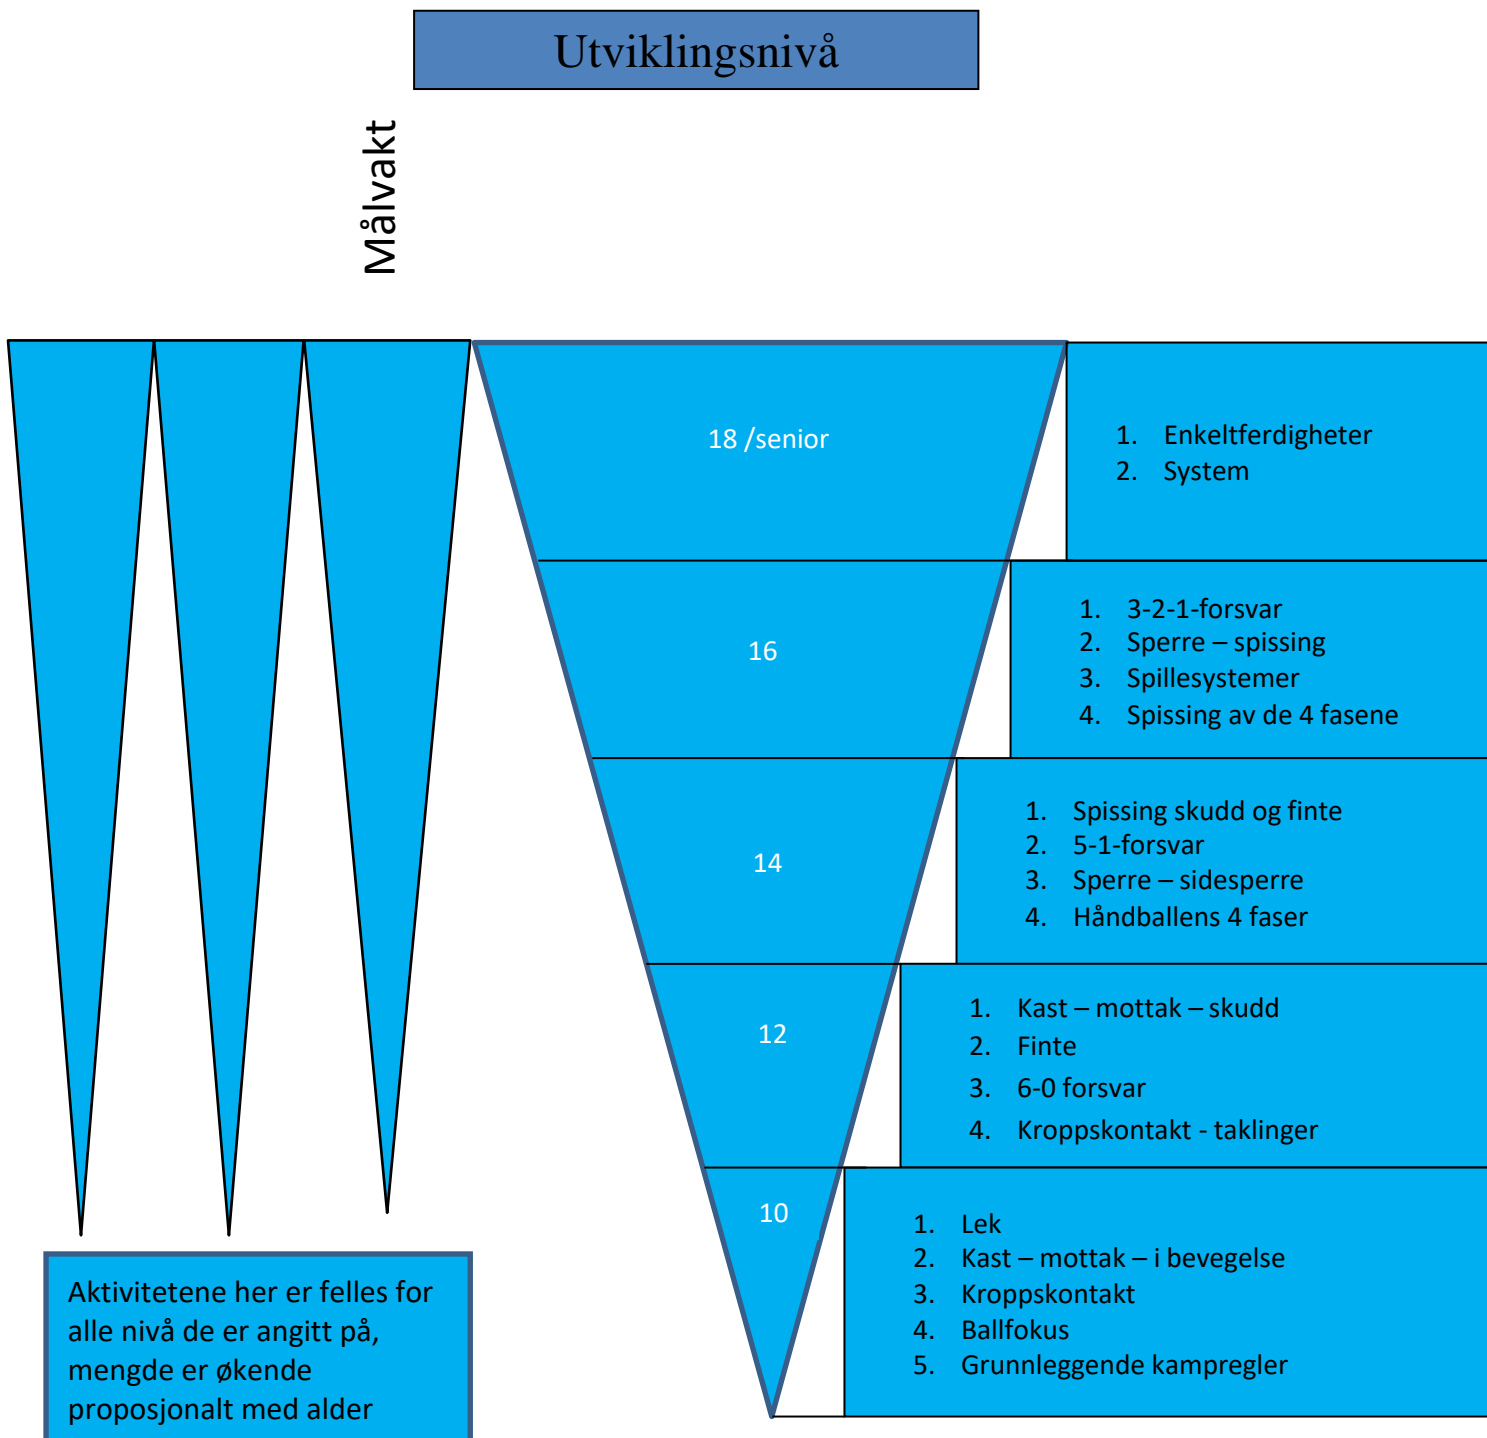 Utviklingsnivå
Målvakt
18 /senior
1. Enkeltferdigheter
2. System
16
1. 3-2-1-forsvar
2. Sperre – spissing
3. Spillesystemer
4. Spissing av de 4 fasene
14
1. Spissing skudd og finte
2. 5-1-forsvar
3. Sperre – sidesperre
4. Håndballens 4 faser
12
1. Kast – mottak – skudd
2. Finte
3. 6-0 forsvar
4. Kroppskontakt - taklinger
10
1. Lek
2. Kast – mottak – i bevegelse
3. Kroppskontakt
4. Ballfokus
5. Grunnleggende kampregler
Aktivitetene her er felles for
alle nivå de er angitt på,
mengde er økende
proposjonalt med alder